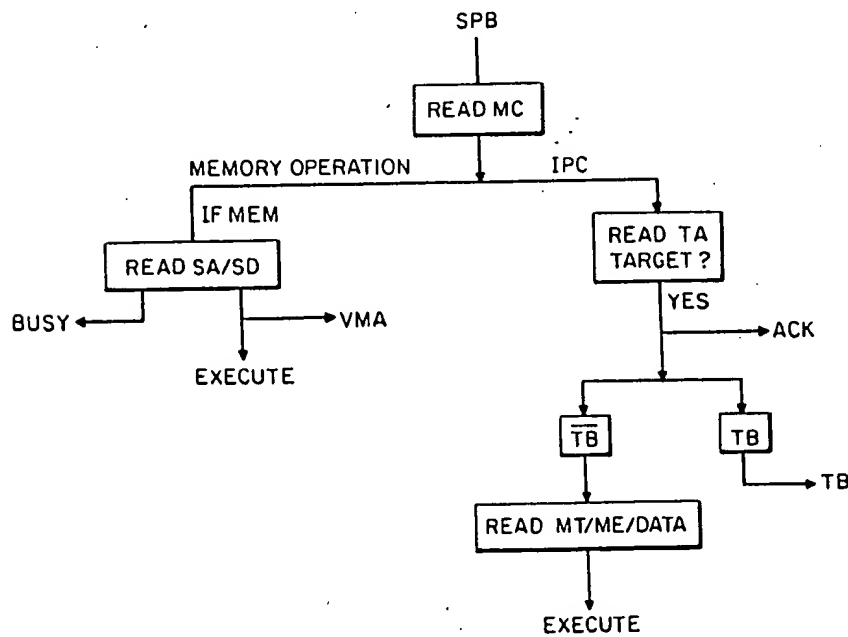 SPB
READ MC
MEMORY OPERATION
IPC
IF MEM
READ SA/SD
READ TA
TARGET?
YES
BUSY
VMA
ACK
EXECUTE
T̅B̅
TB
TB
READ MT/ME/DATA
EXECUTE